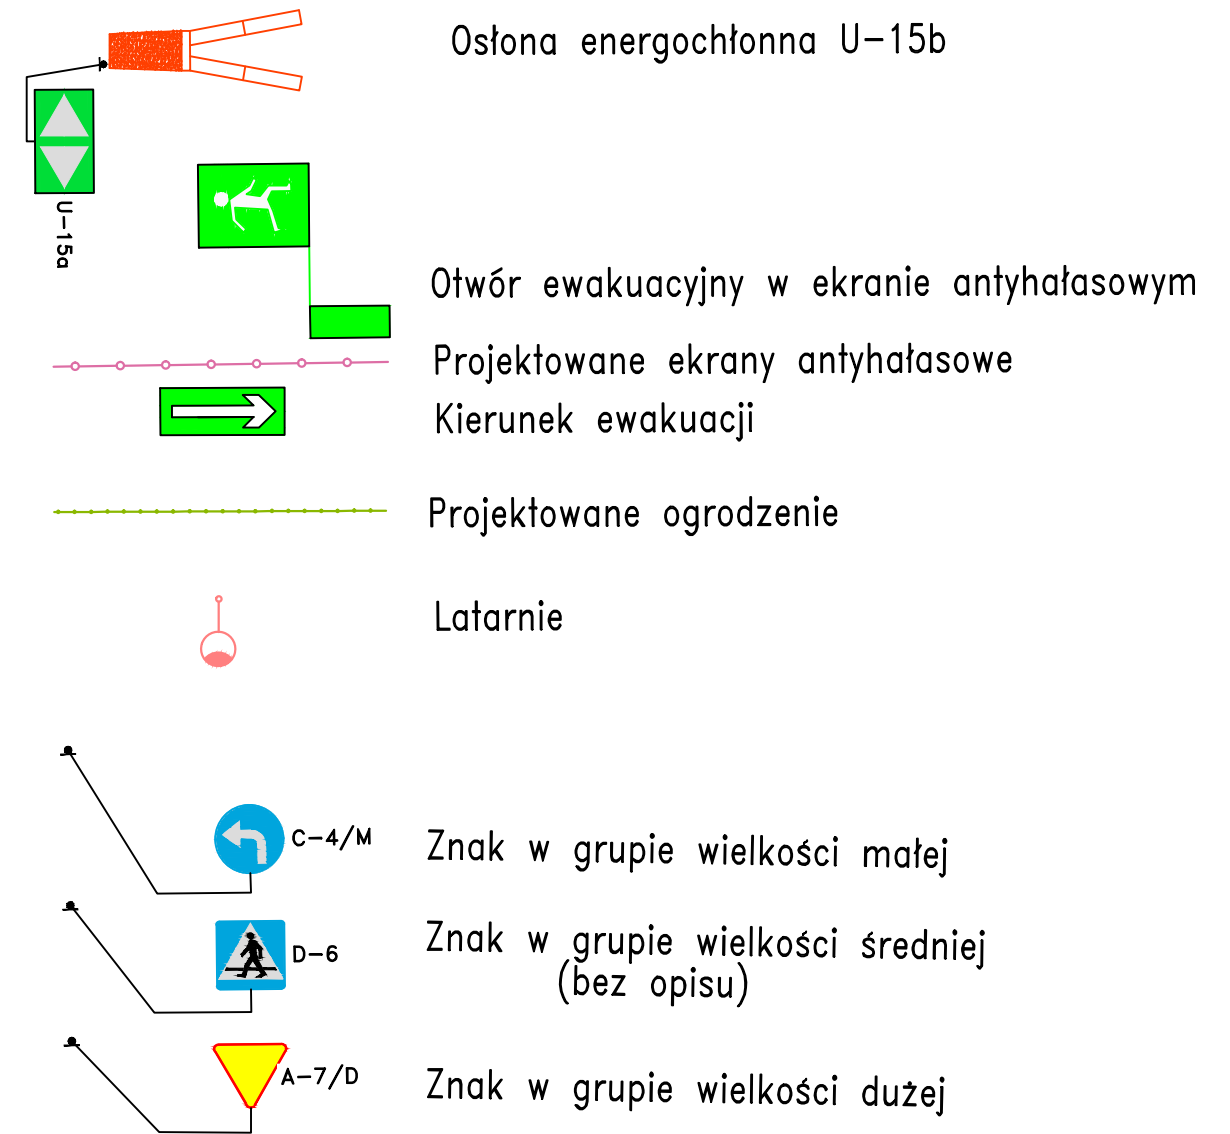 Osłona energochłonna U-15b
U-15a
Otwór ewakuacyjny w ekranie antyhałasowym
Projektowane ekrany antyhałasowe
Kierunek ewakuacji
Projektowane ogrodzenie
Latarnie
C-4/M Znak w grupie wielkości małej
D-6 Znak w grupie wielkości średniej
(bez opisu)
A-7/D Znak w grupie wielkości dużej